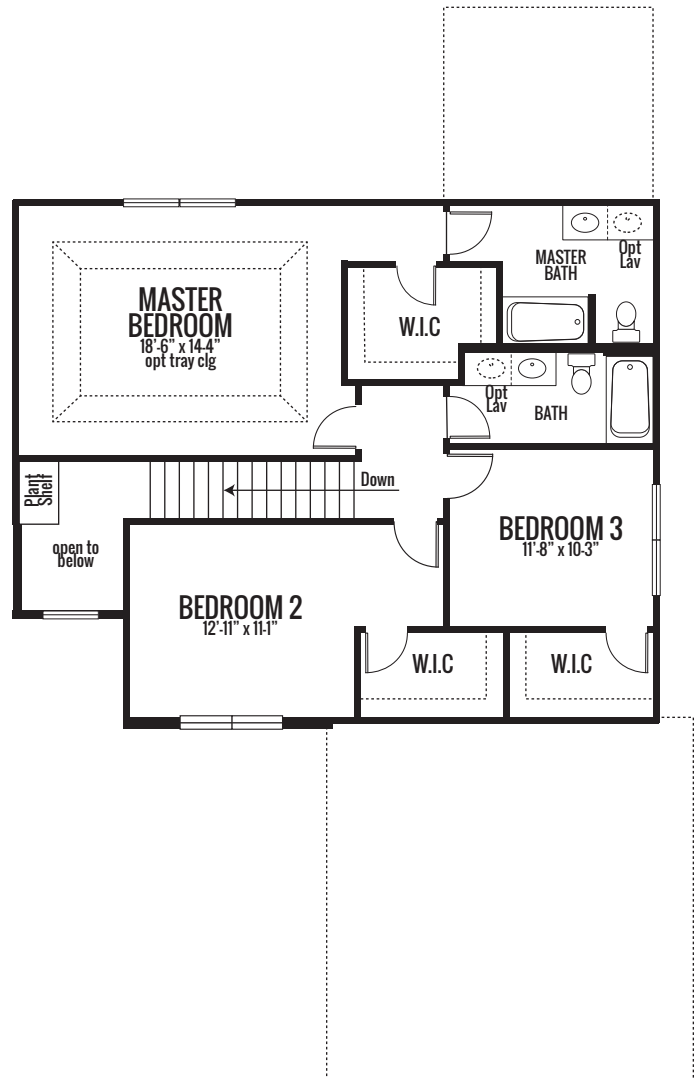 Opt
Lav
MASTER
BATH
MASTER
BEDROOM
18'-6" x 14'-4"
opt tray clg
W.I.C
Opt
Lav
BATH
Plant
Shelf
Down
open to
below
BEDROOM 3
11'-8" x 10'-3"
BEDROOM 2
12'-11" x 11'-1"
W.I.C
W.I.C